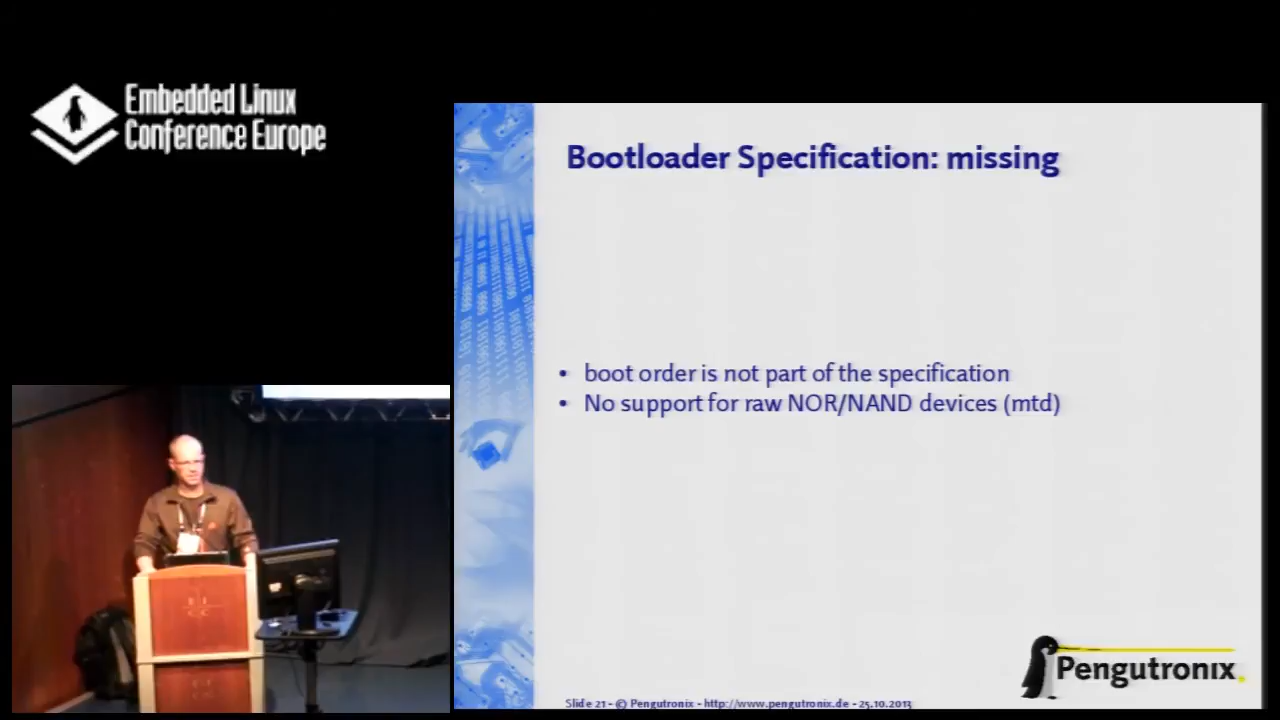 Embedded Linux
Conference Europe
Bootloader Specification: missing
• boot order is not part of the specification
• No support for raw NOR/NAND devices (mtd)
Pengutronix
Slide 21 - © Pengutronix - http://www.pengutronix.de - 25.10.2013